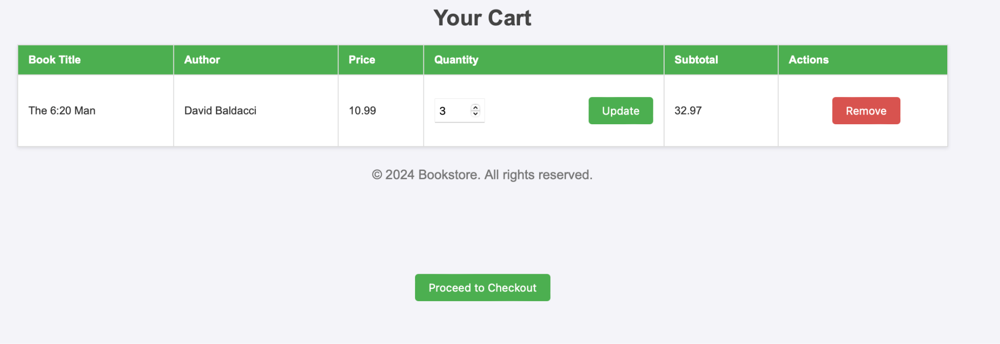 Your Cart
Book Title Author Price Quantity Subtotal Actions
The 6:20 Man David Baldacci 10.99 3 Update 32.97 Remove
© 2024 Bookstore. All rights reserved.
Proceed to Checkout